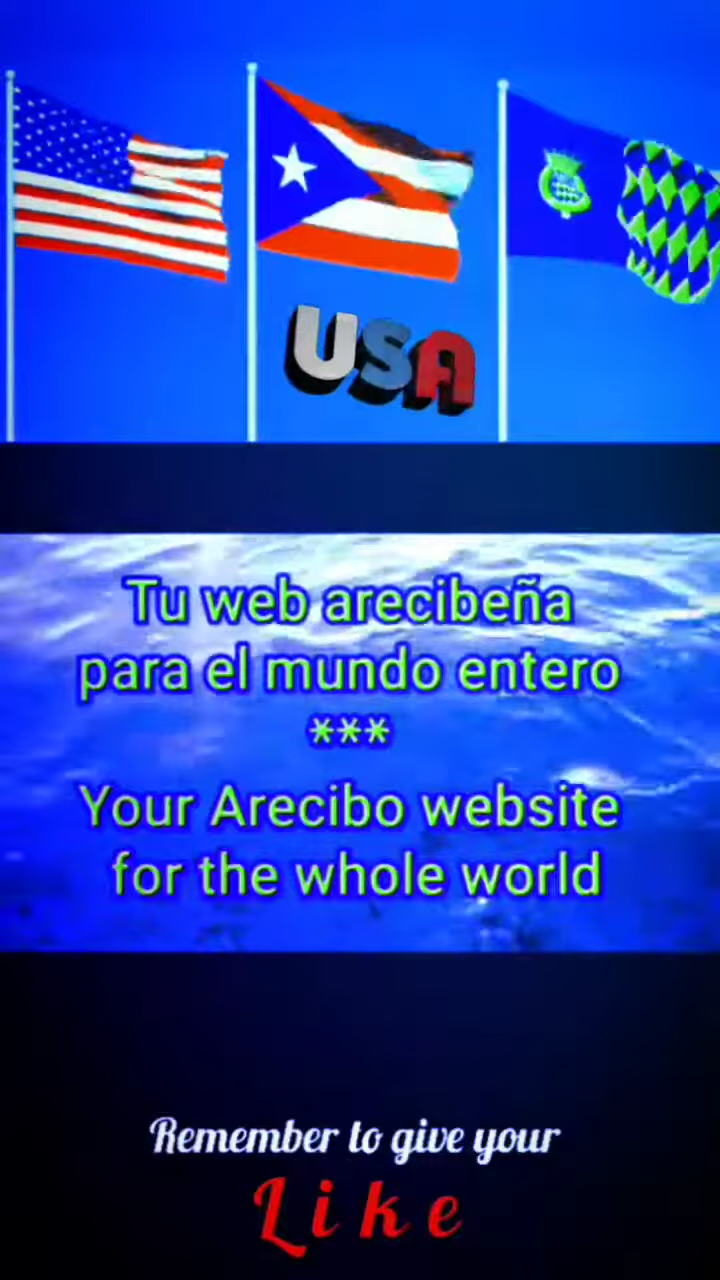 USA
Tu web arecibeña
para el mundo entero
***
Your Arecibo website
for the whole world
Remember to give your
Like